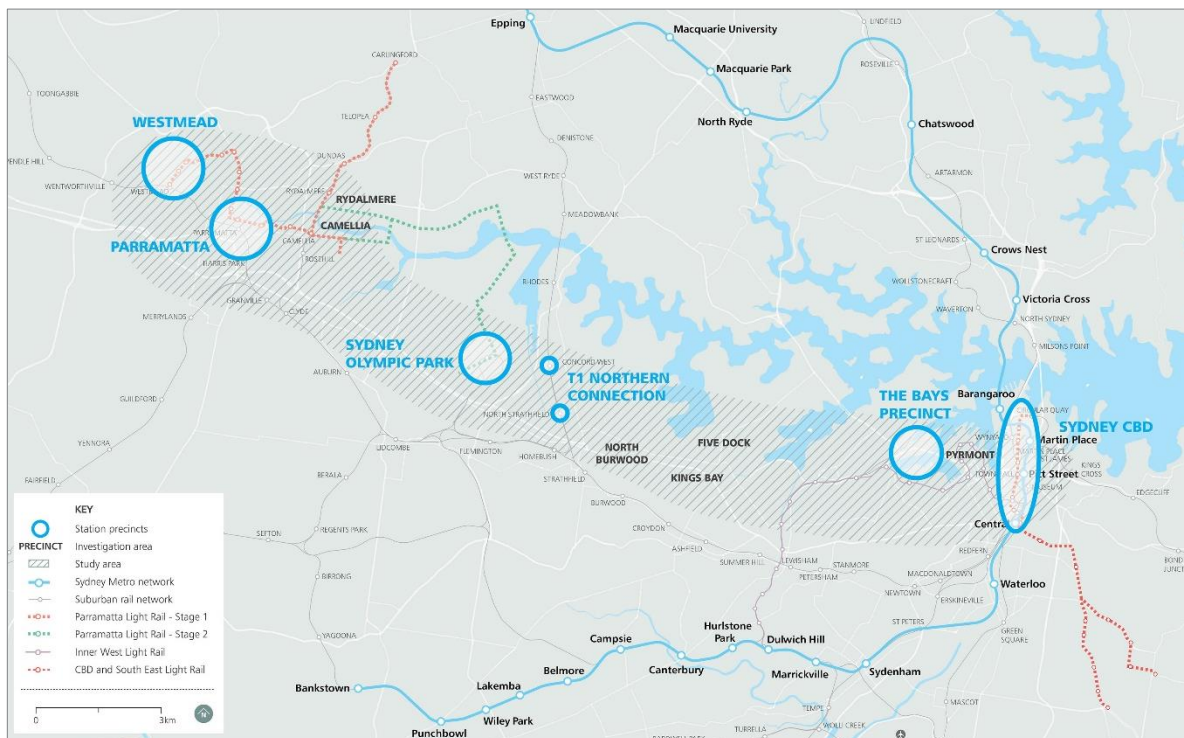 Epping
Macquarie University
Macquarie Park
North Ryde
Chatswood
Crows Nest
Victoria Cross
LINDFIELD
ROSEVILLE
ARTARMON
ST LEONARDS
WOLLSTONECRAFT
WAVERTON
NORTH SYDNEY
MILSONS POINT
CARLINGFORD
TELOPEA
DUNDAS
RYDALMERE
EASTWOOD
DENISTONE
WEST RYDE
MEADOWBANK
RHODES
TOONGABBIE
PENDLE HILL
WENTWORTHVILLE
WESTMEAD
RYDALMERE
CAMELLIA
PARRAMATTA
PARRAMATTA
CAMELLIA
ROSEHILL
HARRIS PARK
GRANVILLE
CLYDE
MERRYLANDS
AUBURN
GUILDFORD
YENNORA
FAIRFIELD
SYDNEY
OLYMPIC PARK
CONCORD WEST
T1 NORTHERN
CONNECTION
NORTH STRATHFIELD
LIDCOMBE
FLEMINGTON
HOMEBUSH
STRATHFIELD
NORTH
BURWOOD
FIVE DOCK
KINGS BAY
BURWOOD
CROYDON
ASHFIELD
SUMMER HILL
LEWISHAM
PETERSHAM
STANMORE
NEWTOWN
MACDONALDTOWN
ERSKINEVILLE
REDFERN
ST PETERS
THE BAYS
PRECINCT
PYRMONT
Barangaroo
SYDNEY CBD
Martin Place
Pitt Street
KINGS
CROSS
EDGECLIFF
Central
Waterloo
GREEN
SQUARE
MASCOT
BERALA
REGENTS PARK
SEFTON
BIRRONG
YAGOONA
Bankstown
Punchbowl
Wiley Park
Lakemba
Belmore
Campsie
Canterbury
Hurlstone
Park
Dulwich Hill
Marrickville
Sydenham
TEMPE
WOLLI CREEK
TURRELLA
KEY
Station precincts
PRECINCT Investigation area
Study area
Sydney Metro network
Suburban rail network
Parramatta Light Rail - Stage 1
Parramatta Light Rail - Stage 2
Inner West Light Rail
CBD and South East Light Rail
0 3km
N